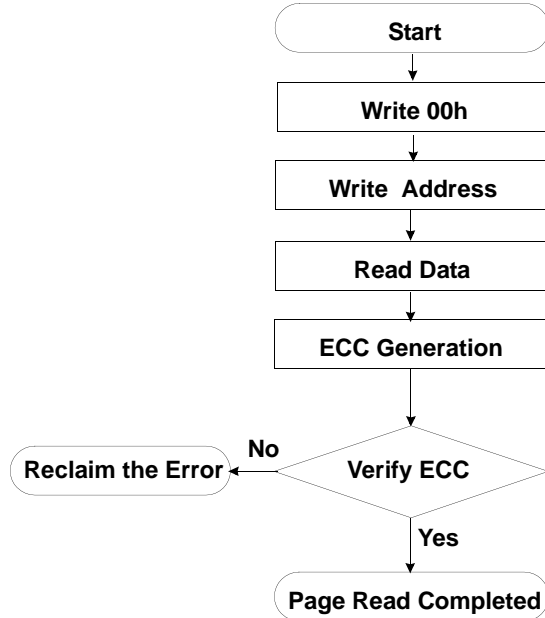 Start
Write 00h
Write Address
Read Data
ECC Generation
No
Reclaim the Error
Verify ECC
Yes
Page Read Completed